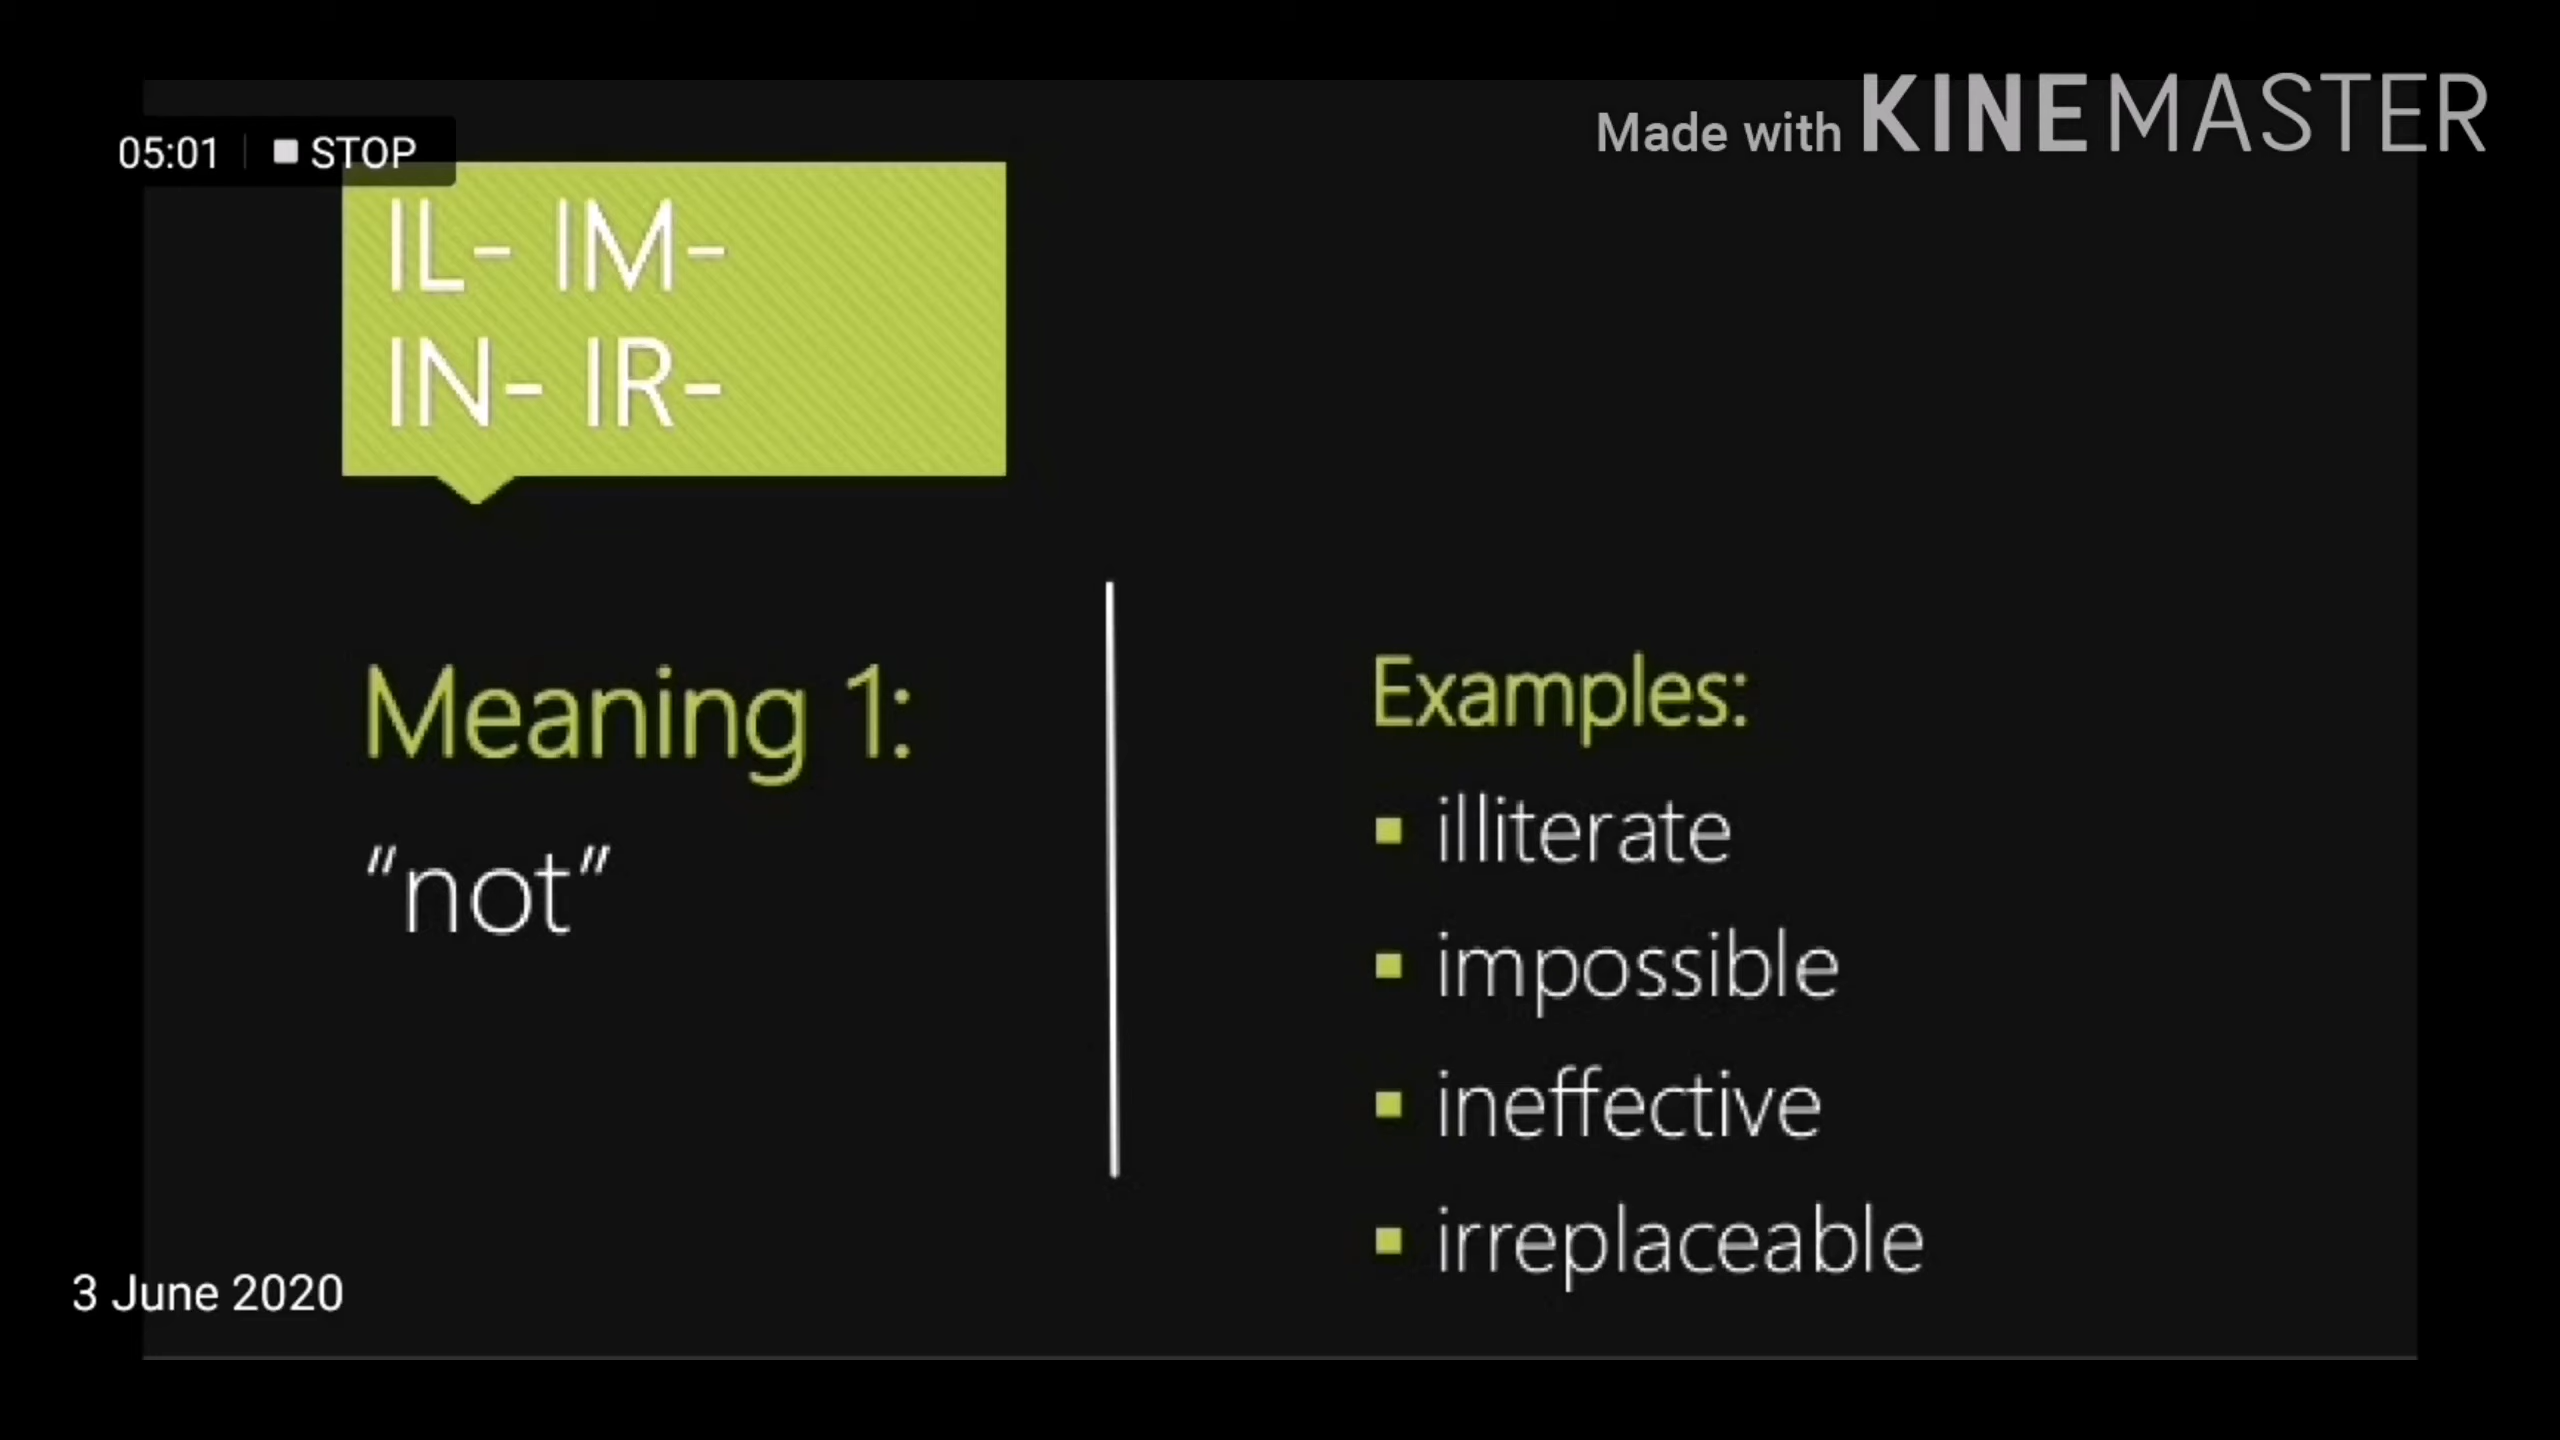 Made with KINEMASTER
05:01 STOP
IL- IM-
IN- IR-
Meaning 1:
"not"
Examples:
▪ illiterate
▪ impossible
▪ ineffective
▪ irreplaceable
3 June 2020